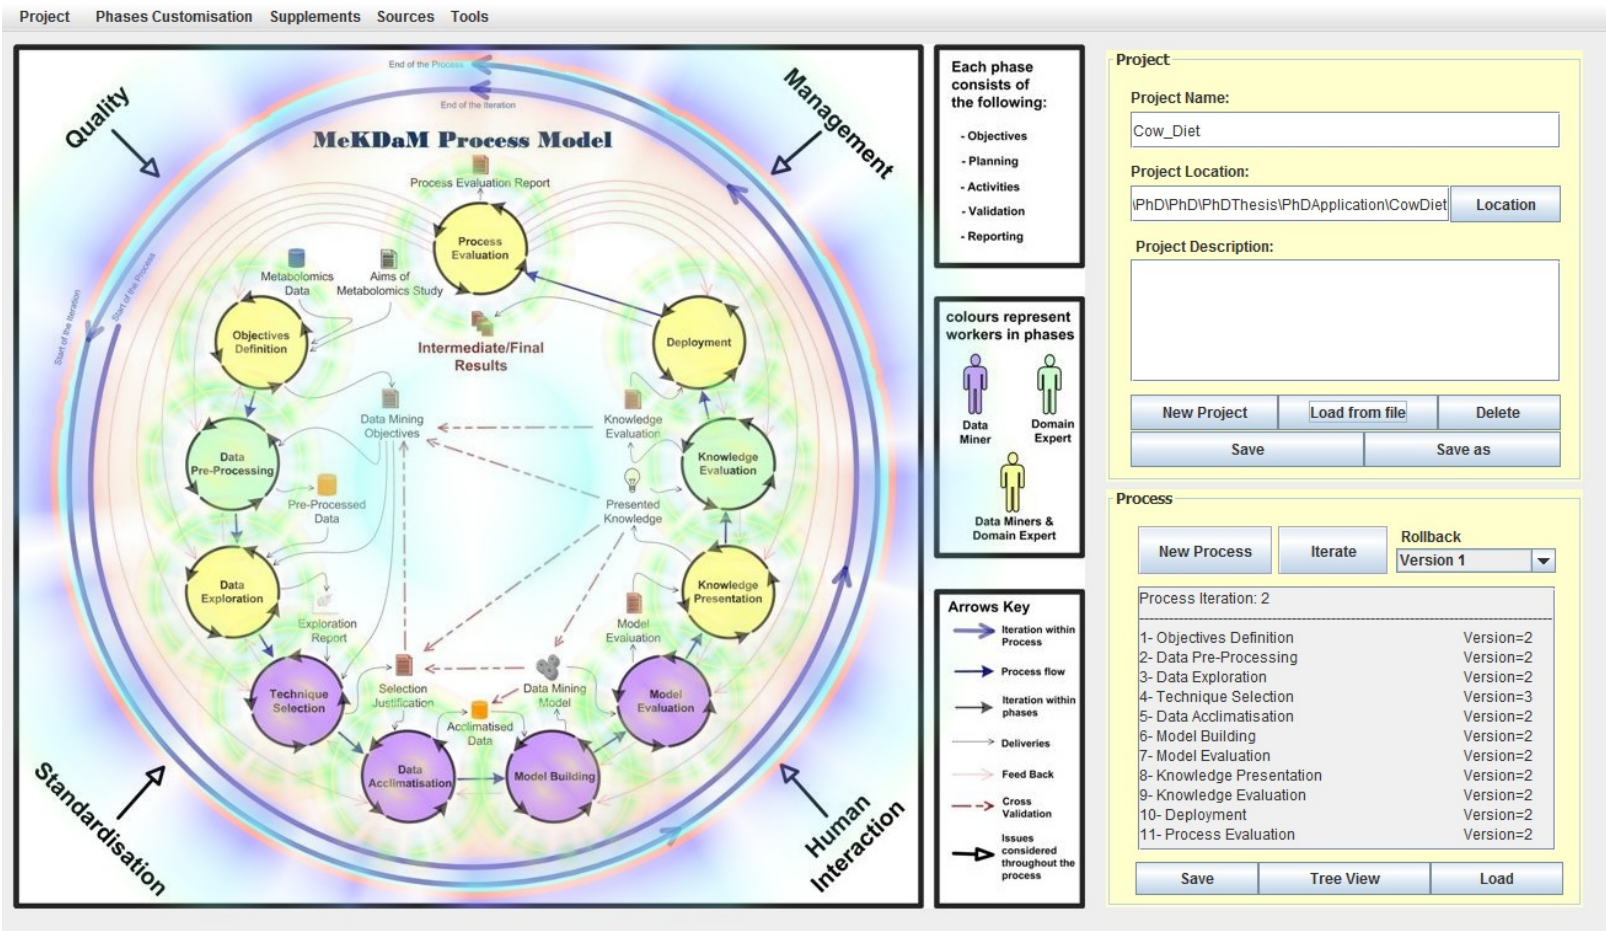 Project Phases Customisation Supplements Sources Tools
End of the Process
End of the Iteration
Quality
Management
MeKDaM Process Model
Process Evaluation Report
Process
Evaluation
Metabolomics
Data
Aims of
Metabolomics Study
Start of the Iteration
Start of the Process
Objectives
Definition
Intermediate/Final
Results
Deployment
Data Mining
Objectives
Knowledge
Evaluation
Data
Pre-Processing
Knowledge
Evaluation
Pre-Processed
Data
Presented
Knowledge
Data
Exploration
Knowledge
Presentation
Exploration
Report
Model
Evaluation
Technique
Selection
Selection
Justification
Data Mining
Model
Model
Evaluation
Acclimatised
Data
Data
Acclimatisation
Model Building
Standardisation
Human
Interaction
Each phase
consists of
the following:
- Objectives
- Planning
- Activities
- Validation
- Reporting
colours represent
workers in phases
Data
Miner
Domain
Expert
Data Miners &
Domain Expert
Arrows Key
Iteration within
Process
Process flow
Iteration within
phases
Deliveries
Feed Back
Cross
Validation
Issues
considered
throughout the
process
Project
Project Name:
Cow_Diet
Project Location:
\PhD\PhD\PhDThesis\PhDApplication\CowDiet Location
Project Description:
New Project Load from file Delete
Save Save as
Process
New Process Iterate Rollback
Version 1
Process Iteration: 2
1- Objectives Definition Version=2
2- Data Pre-Processing Version=2
3- Data Exploration Version=2
4- Technique Selection Version=3
5- Data Acclimatisation Version=2
6- Model Building Version=2
7- Model Evaluation Version=2
8- Knowledge Presentation Version=2
9- Knowledge Evaluation Version=2
10- Deployment Version=2
11- Process Evaluation Version=2
Save Tree View Load